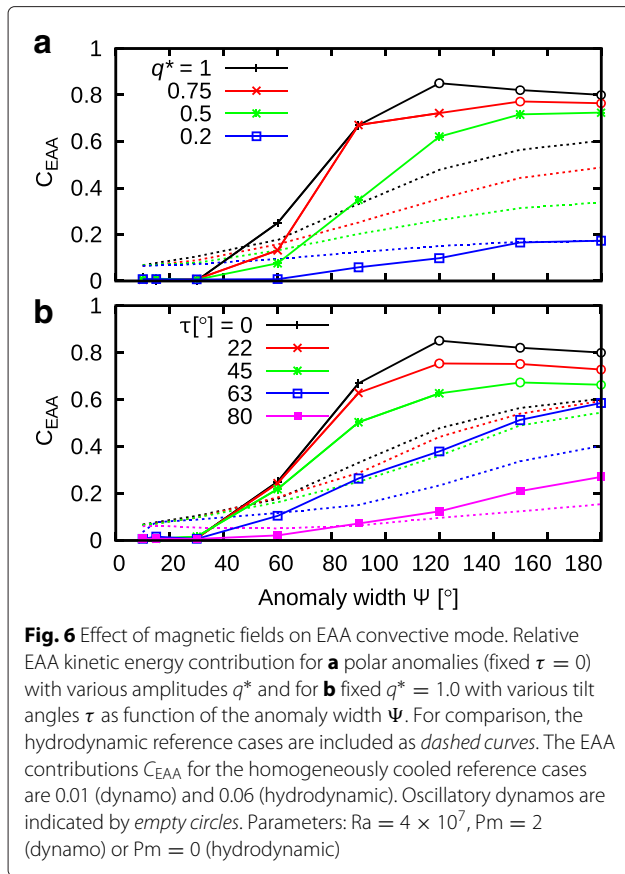 a
1
q* = 1
0.75
0.5
0.2
0.8
0.6
0.4
0.2
0
C_EAA
b
1
τ[°] = 0
22
45
63
80
0.8
0.6
0.4
0.2
0
C_EAA
0 20 40 60 80 100 120 140 160 180
Anomaly width Ψ [°]
Fig. 6 Effect of magnetic fields on EAA convective mode. Relative
EAA kinetic energy contribution for a polar anomalies (fixed τ = 0)
with various amplitudes q* and for b fixed q* = 1.0 with various tilt
angles τ as function of the anomaly width Ψ. For comparison, the
hydrodynamic reference cases are included as dashed curves. The EAA
contributions C_EAA for the homogeneously cooled reference cases
are 0.01 (dynamo) and 0.06 (hydrodynamic). Oscillatory dynamos are
indicated by empty circles. Parameters: Ra = 4 × 10⁷, Pm = 2
(dynamo) or Pm = 0 (hydrodynamic)